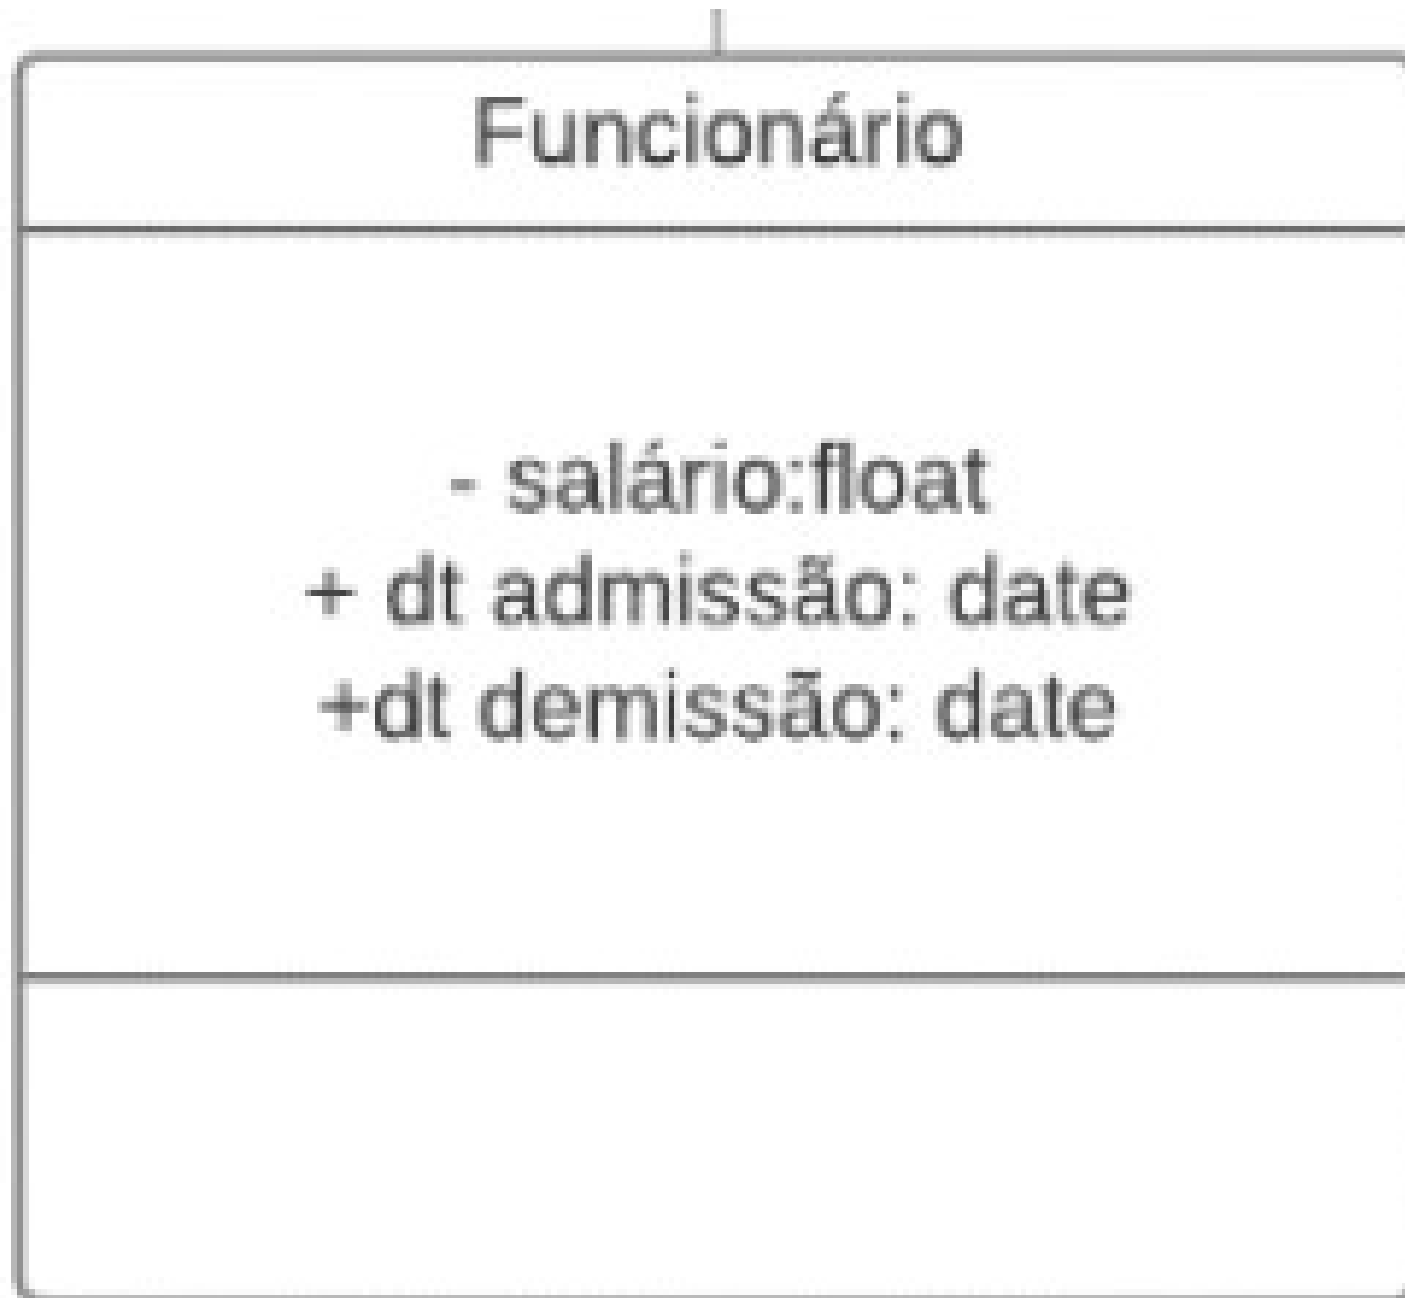 Funcionário
- salário:float
+ dt admissão: date
+dt demissão: date